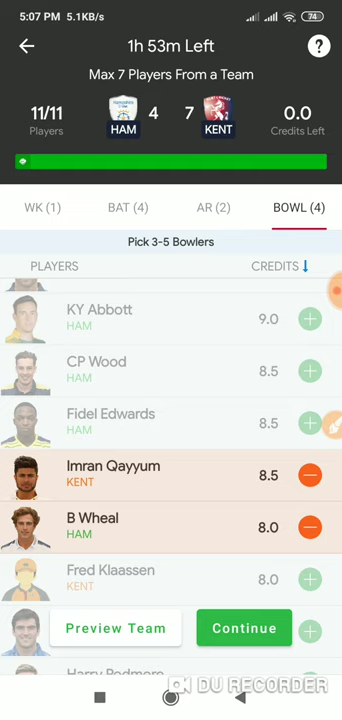 5:07 PM 5.1KB/s 74
1h 53m Left
?
Max 7 Players From a Team
11/11 HAM 4 7 KENT 0.0
Players Credits Left
WK (1) BAT (4) AR (2) BOWL (4)
Pick 3-5 Bowlers
PLAYERS CREDITS↓
KY Abbott
HAM
9.0
CP Wood
HAM
8.5
Fidel Edwards
HAM
8.5
Imran Qayyum
KENT
8.5
B Wheal
HAM
8.0
Fred Klaassen
KENT
8.0
Preview Team Continue
Harry Podmore
DU RECORDER